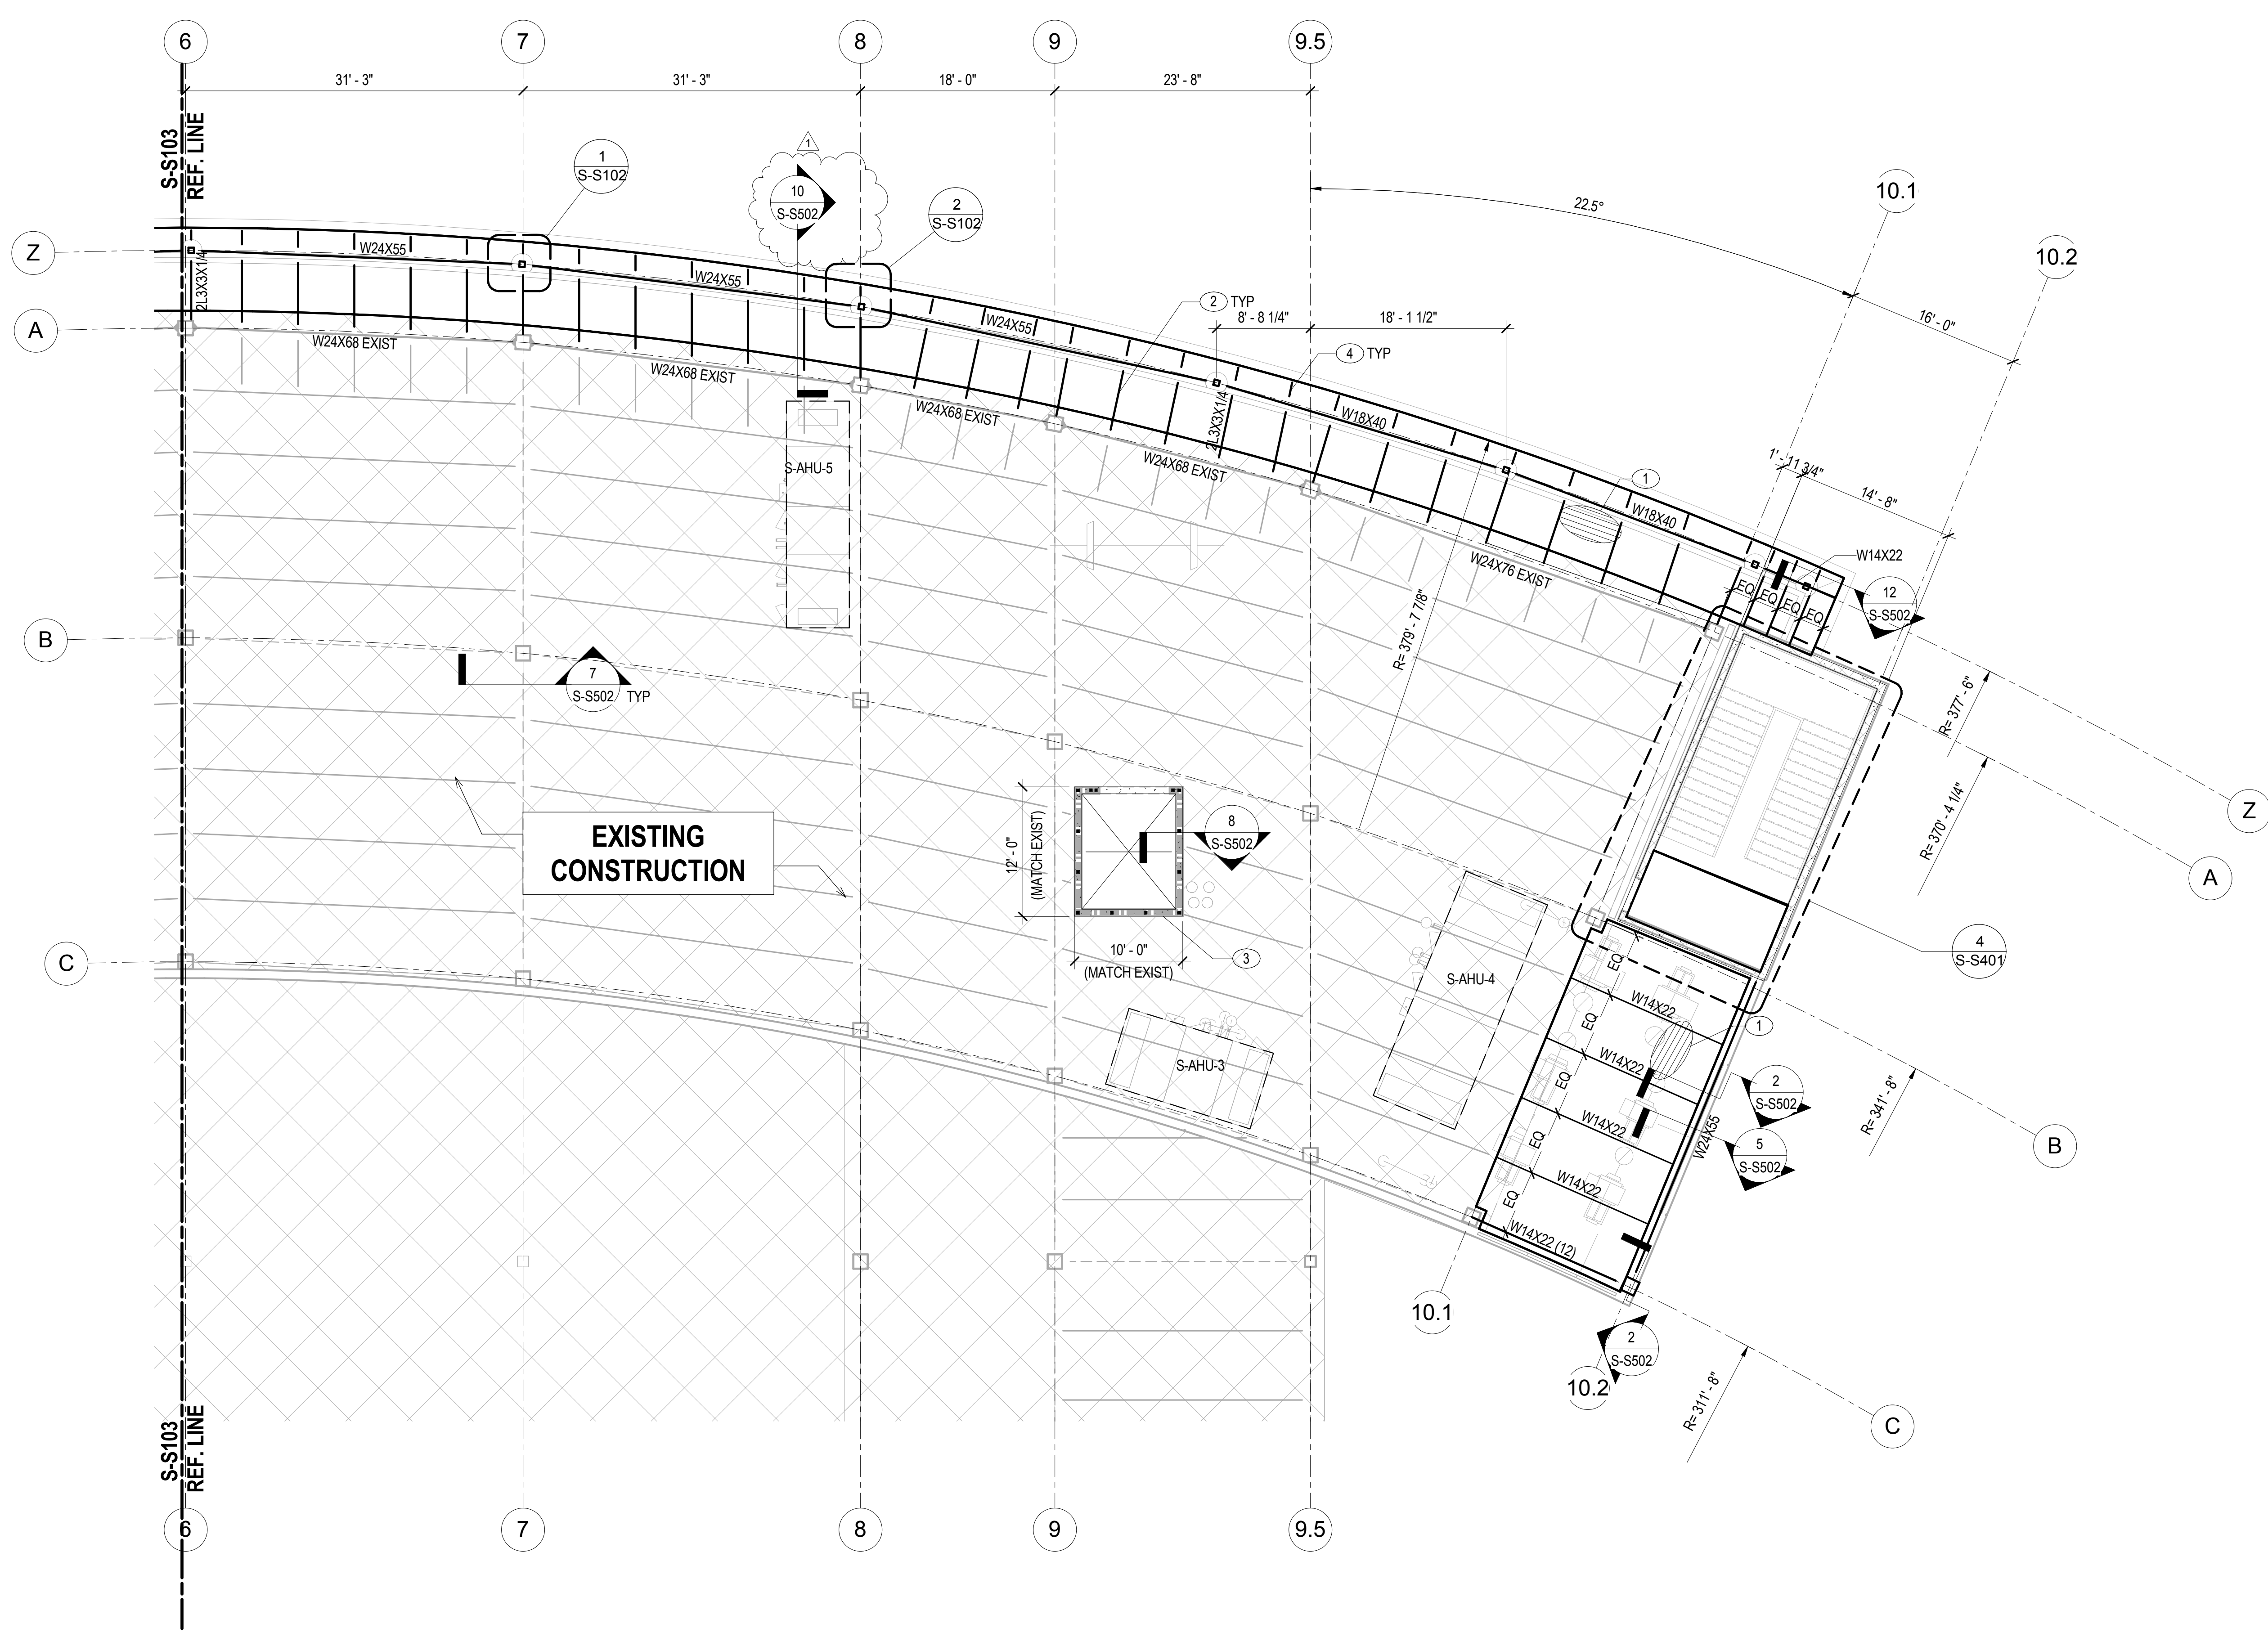 6
7
8
9
9.5
31' - 3"
31' - 3"
18' - 0"
23' - 8"
S-S103
REF. LINE
1
S-S102
1
10
S-S502
2
S-S102
22.5°
10.1
10.2
16' - 0"
Z
A
B
C
W24X55
W24X55
W24X55
2L3X3X1/4
W24X68 EXIST
W24X68 EXIST
W24X68 EXIST
W24X68 EXIST
2 TYP
8' - 8 1/4"
18' - 1 1/2"
4 TYP
2L3X3X1/4
W18X40
W18X40
1
W24X76 EXIST
R= 379' - 7 7/8"
1' - 11 3/4"
14' - 8"
W14X22
EQ
EQ
EQ
EQ
12
S-S502
S-AHU-5
7
S-S502
TYP
EXISTING
CONSTRUCTION
12' - 0"
(MATCH EXIST)
10' - 0"
(MATCH EXIST)
8
S-S502
3
S-AHU-3
S-AHU-4
R= 377' - 6"
R= 370' - 4 1/4"
Z
A
4
S-S401
EQ
EQ
EQ
EQ
EQ
W14X22
W14X22
W14X22
W14X22
W14X22 (12)
1
2
S-S502
W24X55
5
S-S502
R= 341' - 8"
B
2
S-S502
10.1
10.2
R= 311' - 8"
C
S-S103
REF. LINE
6
7
8
9
9.5